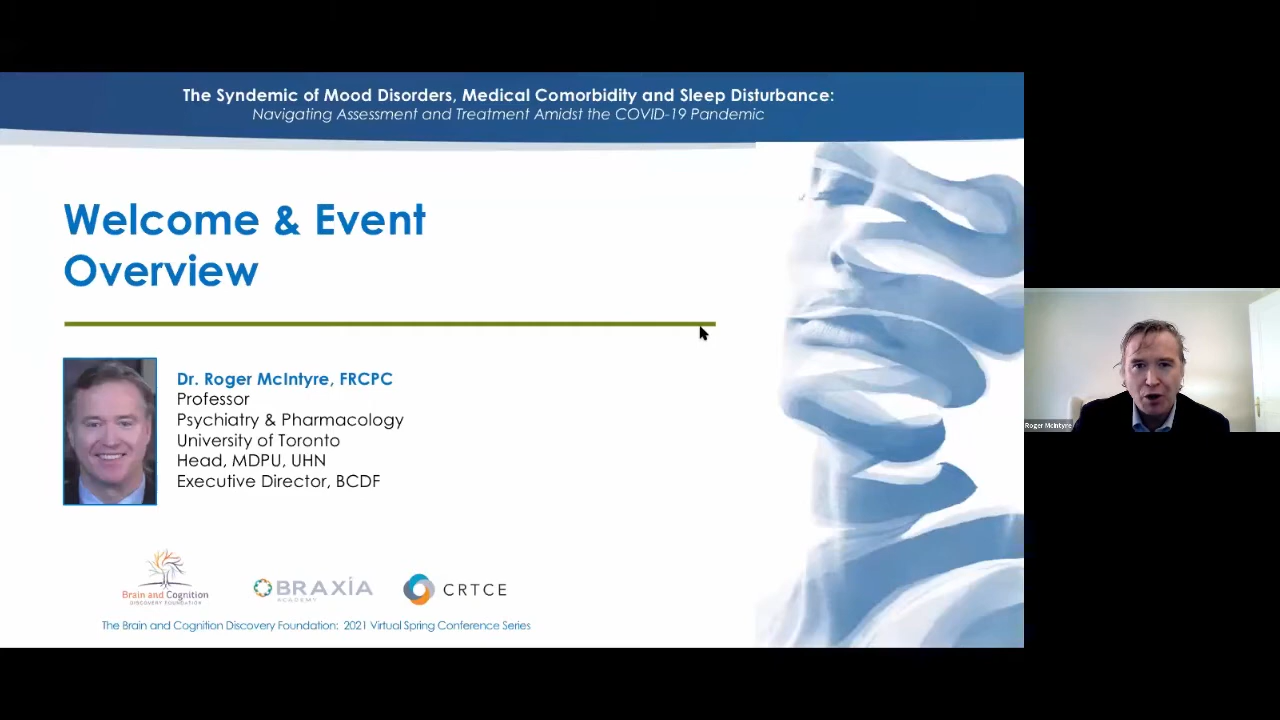 The Syndemic of Mood Disorders, Medical Comorbidity and Sleep Disturbance:
Navigating Assessment and Treatment Amidst the COVID-19 Pandemic
Welcome & Event
Overview
Dr. Roger McIntyre, FRCPC
Professor
Psychiatry & Pharmacology
University of Toronto
Head, MDPU, UHN
Executive Director, BCDF
Roger McIntyre
Brain and Cognition
DISCOVERY FOUNDATION
BRAXIA
ACADEMY
CRTCE
The Brain and Cognition Discovery Foundation: 2021 Virtual Spring Conference Series